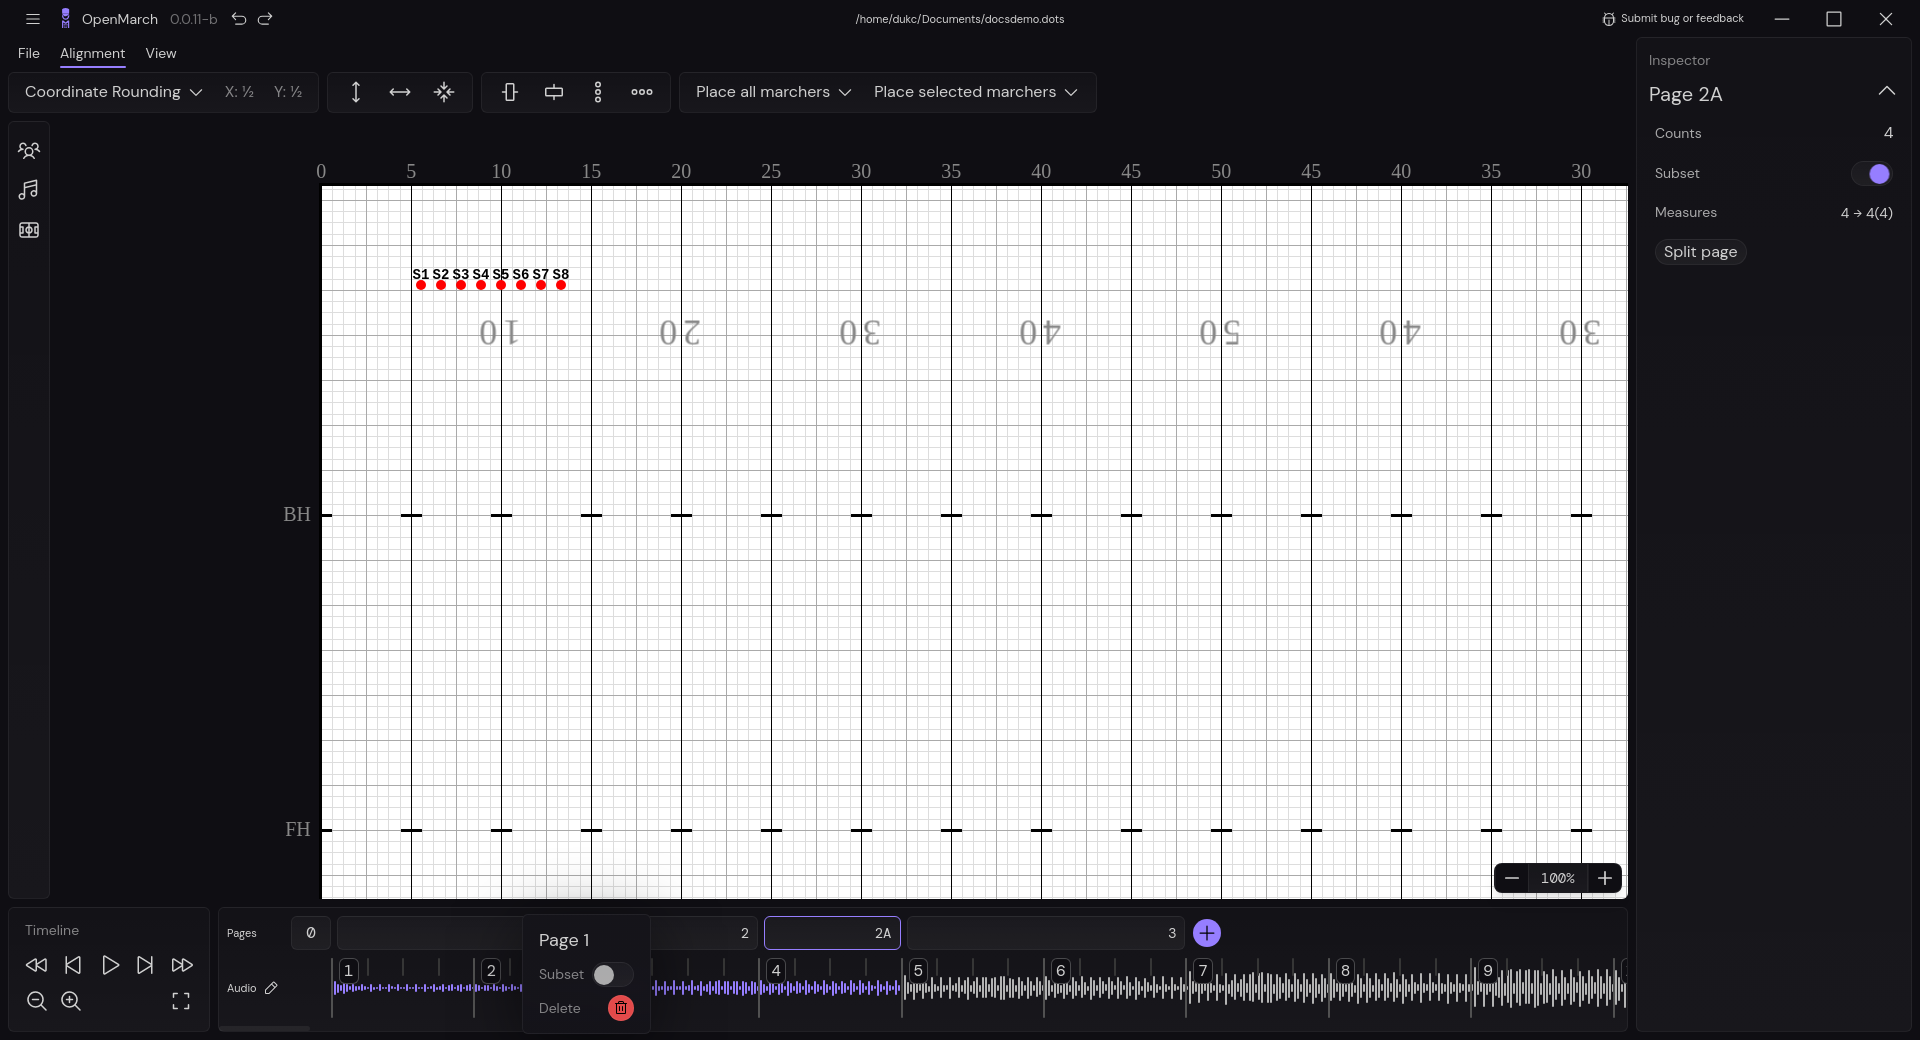 OpenMarch 0.0.11-b
/home/dukc/Documents/docsdemo.dots
Submit bug or feedback
File Alignment View
Coordinate Rounding X: ½ Y: ½
Place all marchers Place selected marchers
Inspector
Page 2A
Counts 4
Subset
Measures 4 → 4(4)
Split page
0 5 10 15 20 25 30 35 40 45 50 45 40 35 30
S1 S2 S3 S4 S5 S6 S7 S8
10 20 30 40 50 40 30
BH
FH
100%
Timeline
Pages 0 2 2A 3
Page 1
Subset
Delete
Audio
1 2 4 5 6 7 8 9